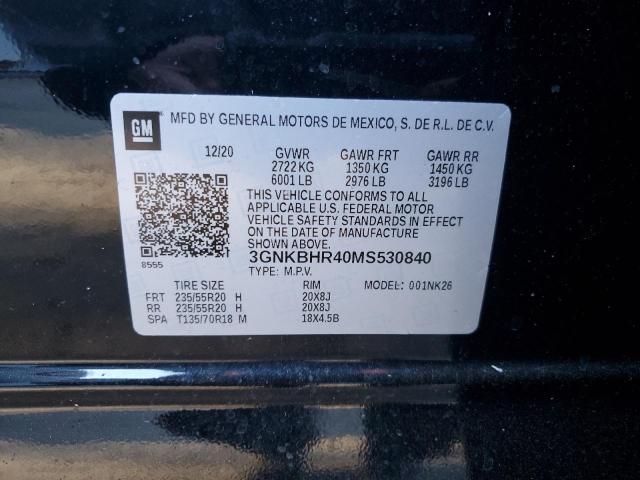 GM
MFD BY GENERAL MOTORS DE MEXICO, S. DE R.L. DE C.V.
12/20 GVWR GAWR FRT GAWR RR
2722 KG 1350 KG 1450 KG
6001 LB 2976 LB 3196 LB
THIS VEHICLE CONFORMS TO ALL
APPLICABLE U.S. FEDERAL MOTOR
VEHICLE SAFETY STANDARDS IN EFFECT
ON THE DATE OF MANUFACTURE
SHOWN ABOVE.
8555 3GNKBHR40MS530840
TYPE: M.P.V.
TIRE SIZE RIM MODEL: 001NK26
FRT 235/55R20 H 20X8J
RR 235/55R20 H 20X8J
SPA T135/70R18 M 18X4.5B